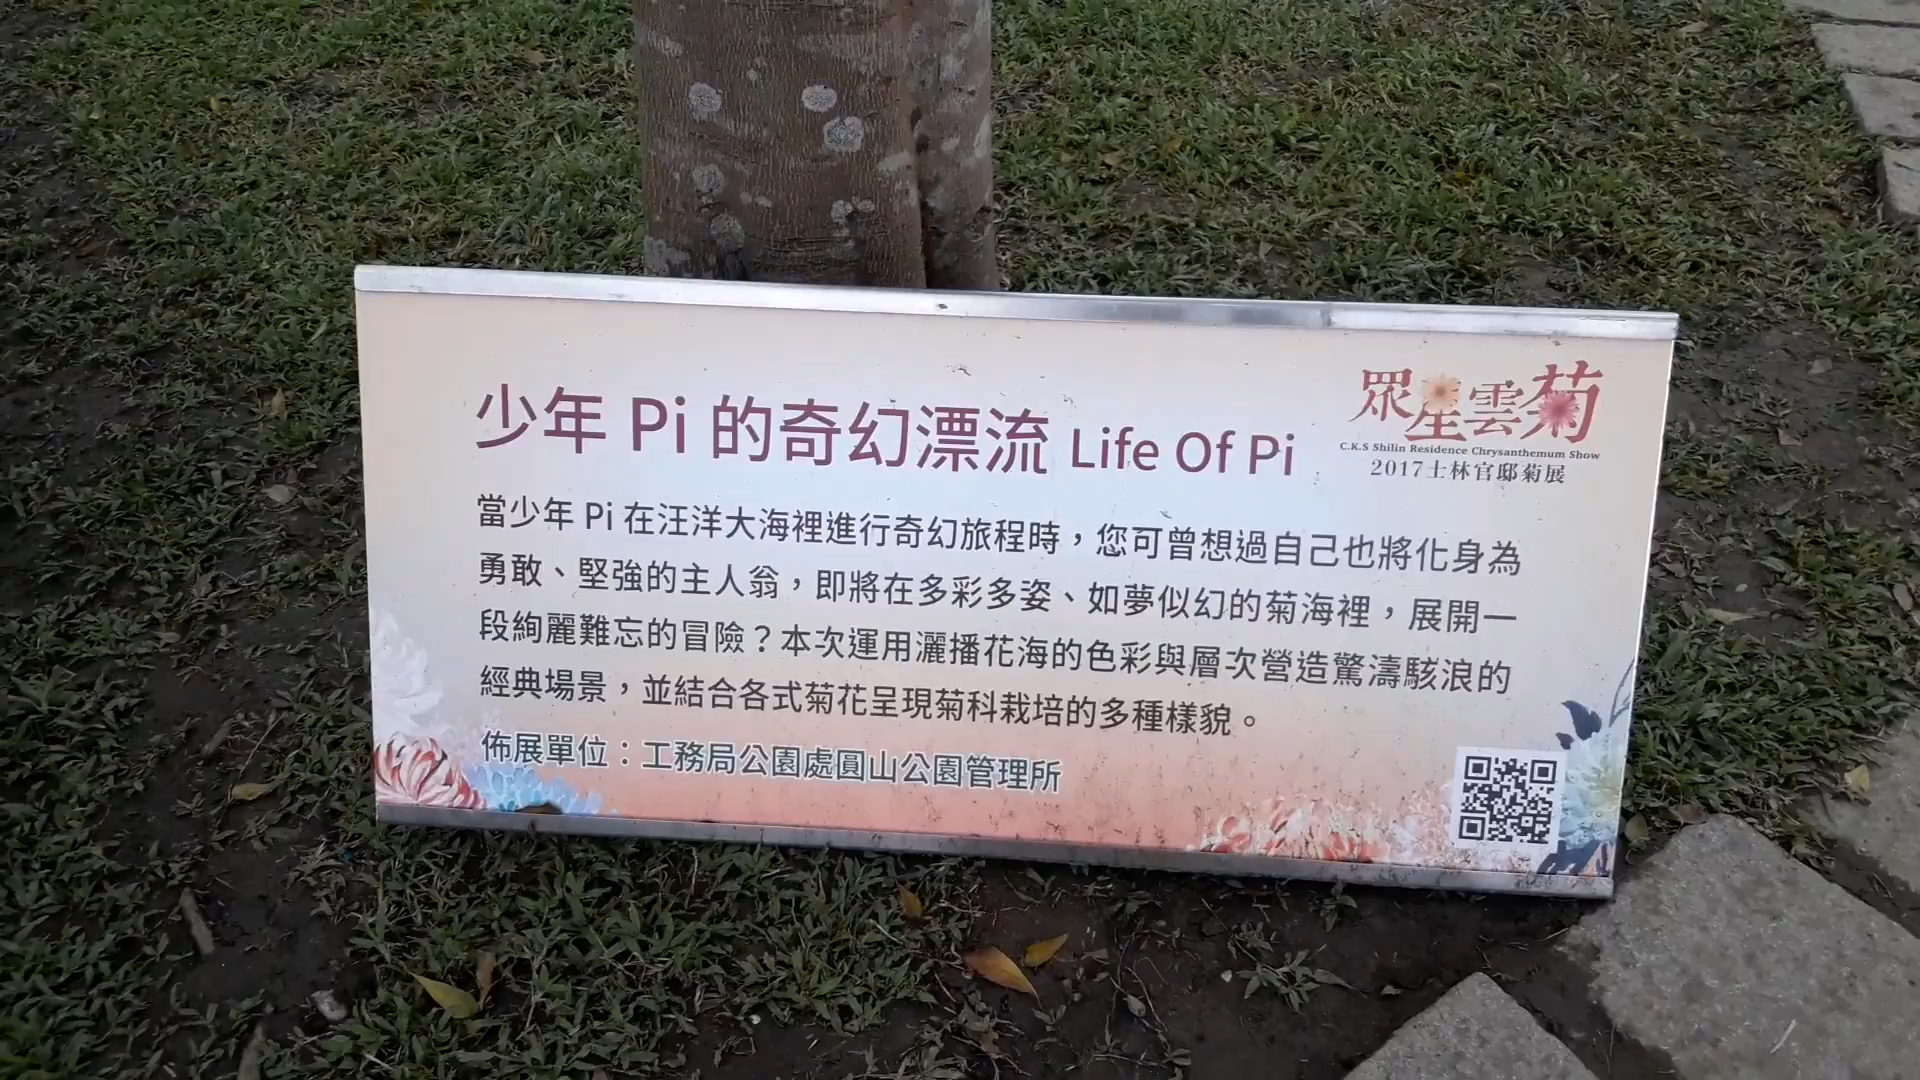 少年 Pi 的奇幻漂流 Life Of Pi
眾星雲菊
C.K.S Shilin Residence Chrysanthemum Show
2017士林官邸菊展
當少年 Pi 在汪洋大海裡進行奇幻旅程時，您可曾想過自己也將化身為
勇敢、堅強的主人翁，即將在多彩多姿、如夢似幻的菊海裡，展開一
段絢麗難忘的冒險？本次運用灑播花海的色彩與層次營造驚濤駭浪的
經典場景，並結合各式菊花呈現菊科栽培的多種樣貌。
佈展單位：工務局公園處圓山公園管理所